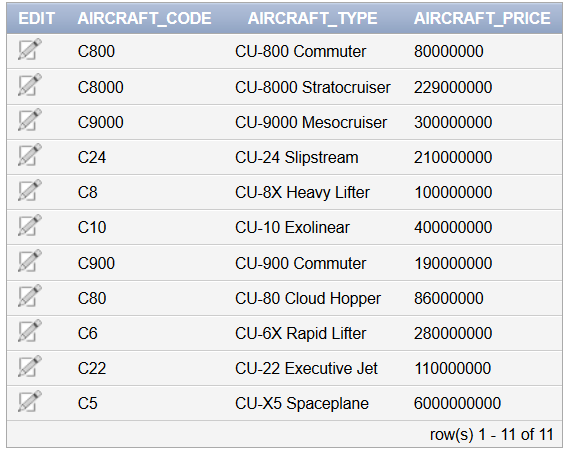 EDIT AIRCRAFT_CODE AIRCRAFT_TYPE AIRCRAFT_PRICE
C800 CU-800 Commuter 80000000
C8000 CU-8000 Stratocruiser 229000000
C9000 CU-9000 Mesocruiser 300000000
C24 CU-24 Slipstream 210000000
C8 CU-8X Heavy Lifter 100000000
C10 CU-10 Exolinear 400000000
C900 CU-900 Commuter 190000000
C80 CU-80 Cloud Hopper 86000000
C6 CU-6X Rapid Lifter 280000000
C22 CU-22 Executive Jet 110000000
C5 CU-X5 Spaceplane 6000000000
row(s) 1 - 11 of 11